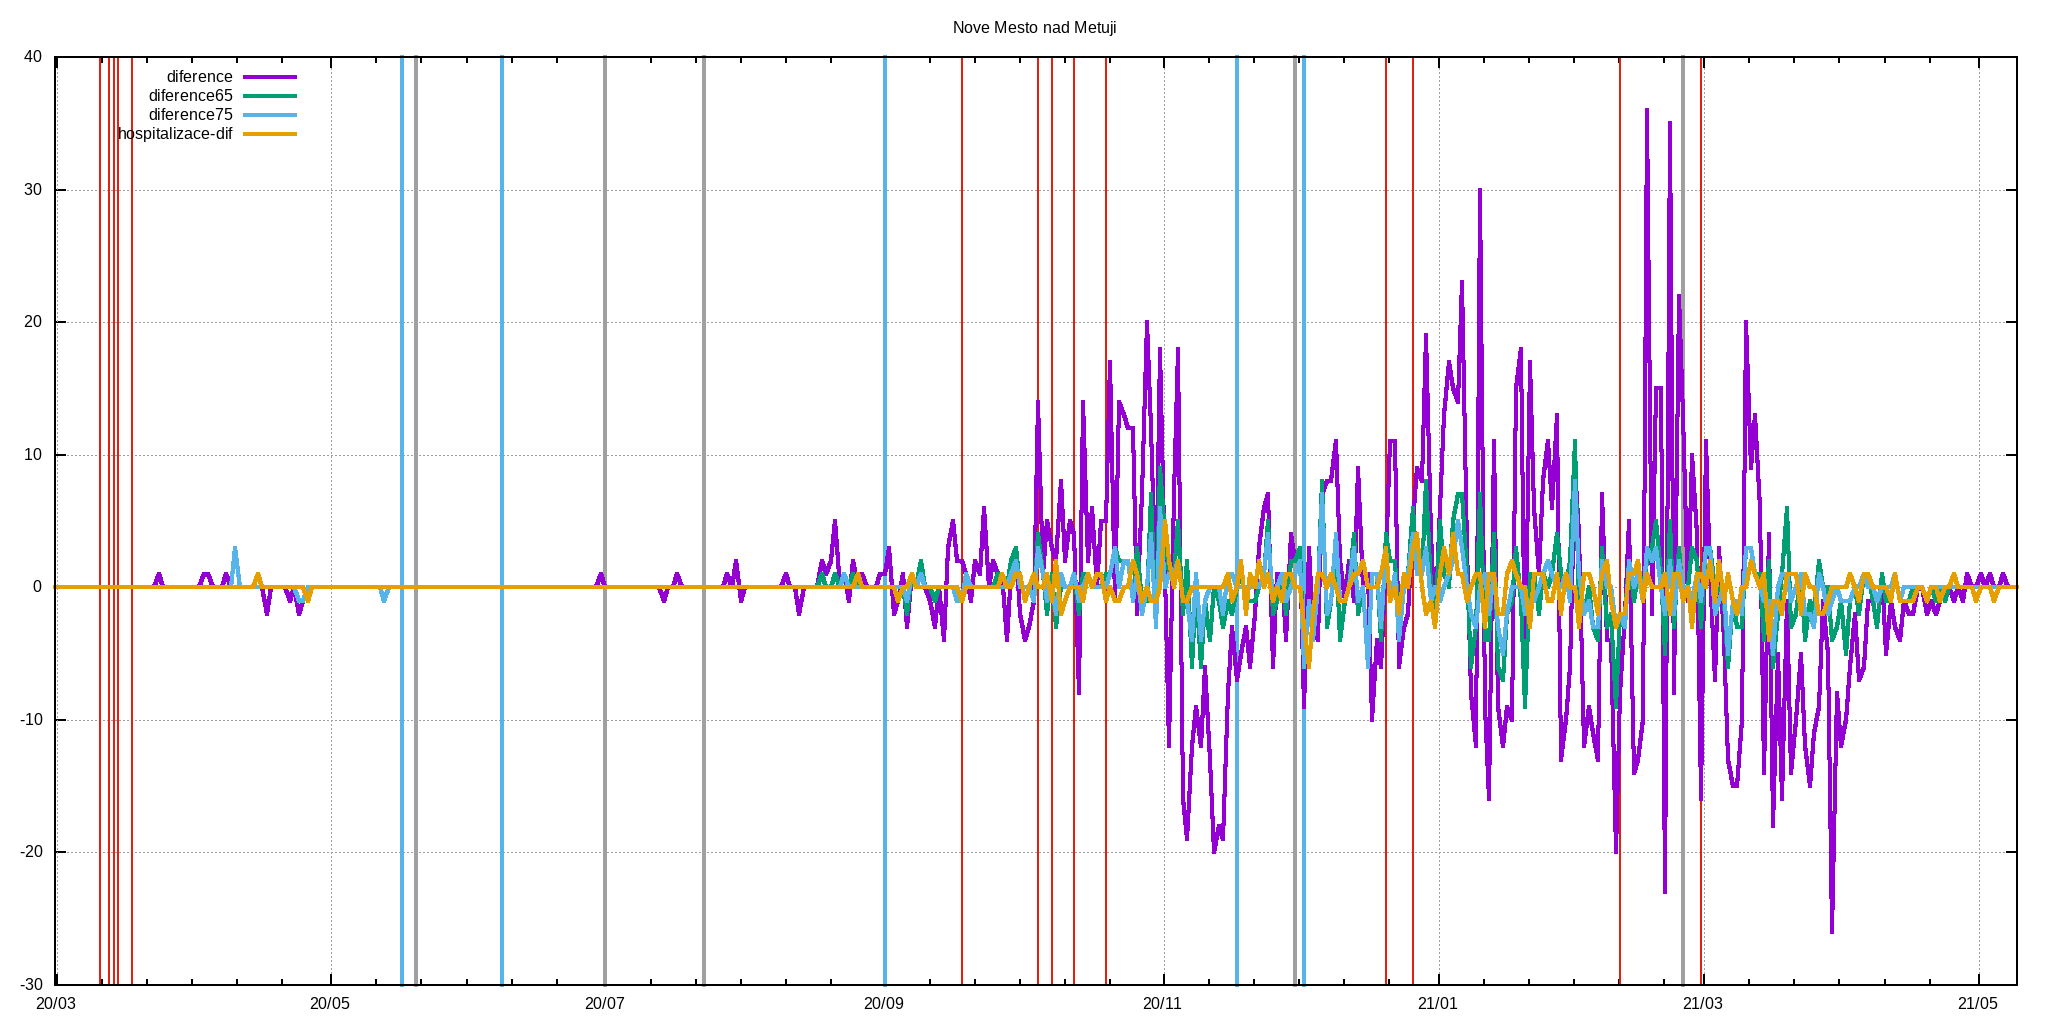 Nove Mesto nad Metuji
40
30
20
10
0
-10
-20
-30
diference
diference65
diference75
hospitalizace-dif
20/03 20/05 20/07 20/09 20/11 21/01 21/03 21/05